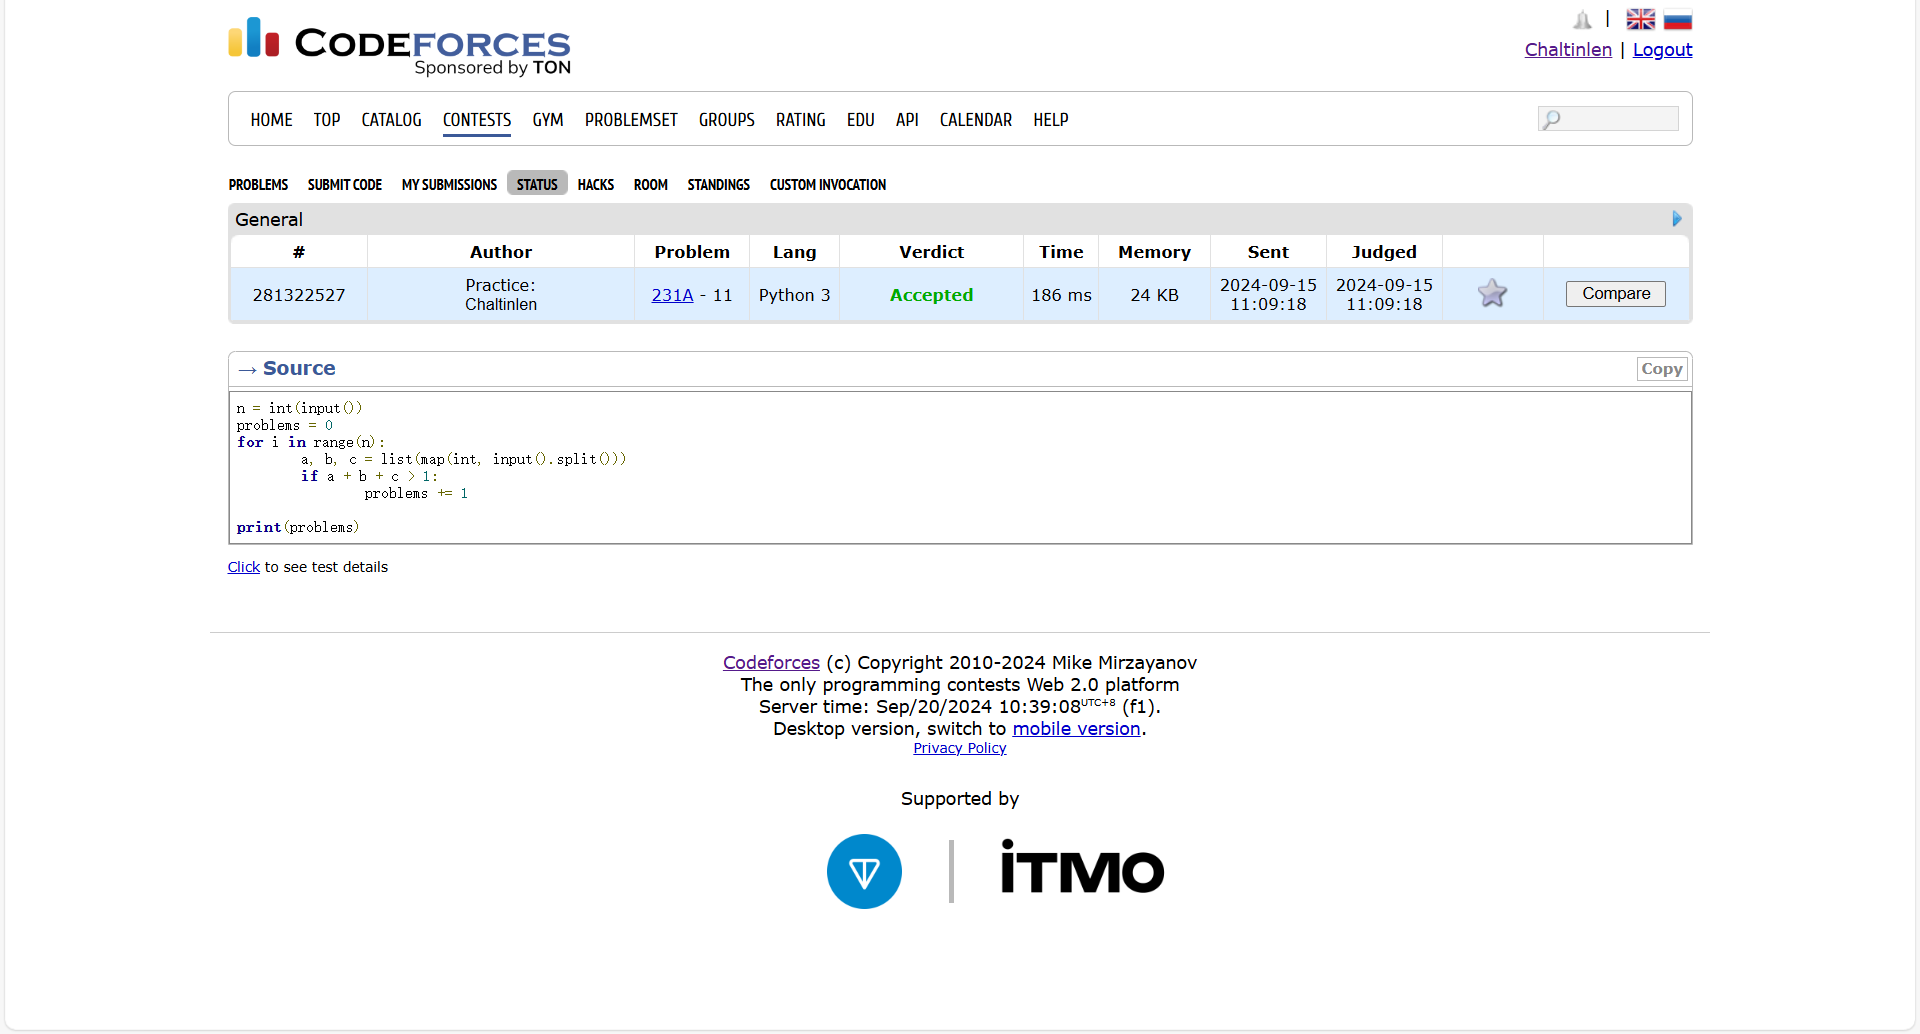 CODEFORCES
Sponsored by TON
|
Chaltinlen | Logout
HOME TOP CATALOG CONTESTS GYM PROBLEMSET GROUPS RATING EDU API CALENDAR HELP
PROBLEMS SUBMIT CODE MY SUBMISSIONS STATUS HACKS ROOM STANDINGS CUSTOM INVOCATION
General
# Author Problem Lang Verdict Time Memory Sent Judged
281322527 Practice: Chaltinlen 231A - 11 Python 3 Accepted 186 ms 24 KB 2024-09-15 11:09:18 2024-09-15 11:09:18 Compare
→ Source Copy
n = int(input())
problems = 0
for i in range(n):
        a, b, c = list(map(int, input().split()))
        if a + b + c > 1:
                problems += 1
print(problems)
Click to see test details
Codeforces (c) Copyright 2010-2024 Mike Mirzayanov
The only programming contests Web 2.0 platform
Server time: Sep/20/2024 10:39:08UTC+8 (f1).
Desktop version, switch to mobile version.
Privacy Policy
Supported by
iTMO